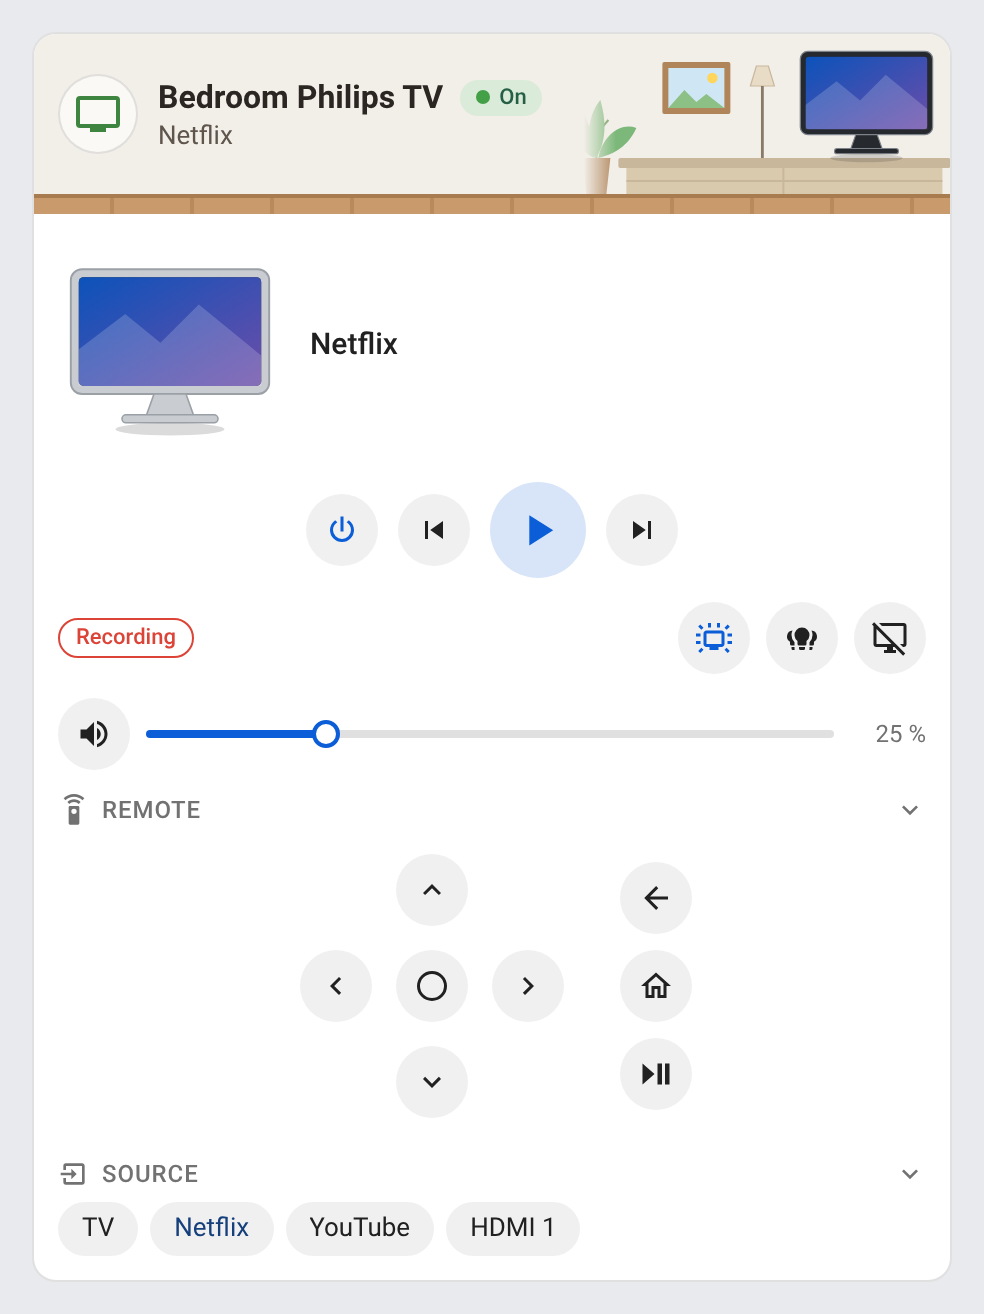 Bedroom Philips TV
On
Netflix
Netflix
Recording
25 %
REMOTE
SOURCE
TV
Netflix
YouTube
HDMI 1